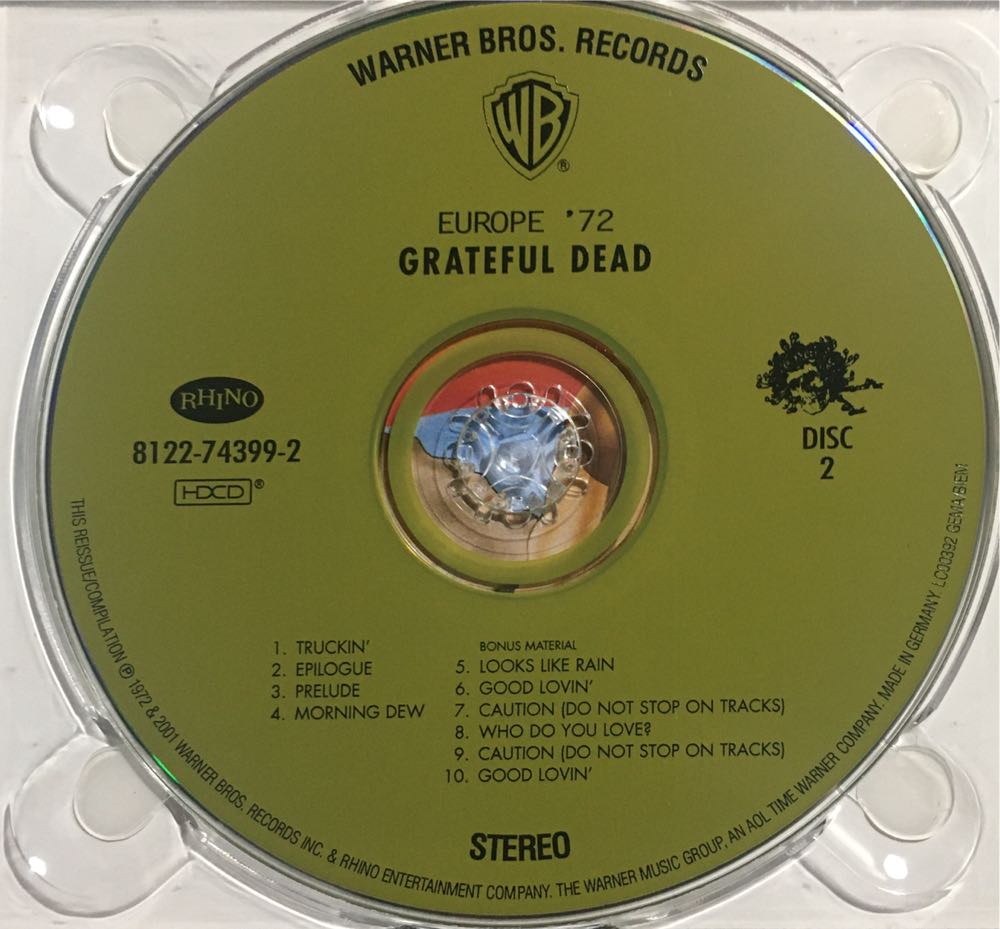 WARNER BROS. RECORDS
WB
®
EUROPE '72
GRATEFUL DEAD
RHINO
8122-74399-2
HDCD®
DISC
2
1. TRUCKIN'
2. EPILOGUE
3. PRELUDE
4. MORNING DEW
BONUS MATERIAL
5. LOOKS LIKE RAIN
6. GOOD LOVIN'
7. CAUTION (DO NOT STOP ON TRACKS)
8. WHO DO YOU LOVE?
9. CAUTION (DO NOT STOP ON TRACKS)
10. GOOD LOVIN'
STEREO
THIS REISSUE/COMPILATION ℗ 1972 & 2001 WARNER BROS. RECORDS INC. & RHINO ENTERTAINMENT COMPANY. THE WARNER MUSIC GROUP, AN AOL TIME WARNER COMPANY. MADE IN GERMANY. LC00392 GEMA/BIEM